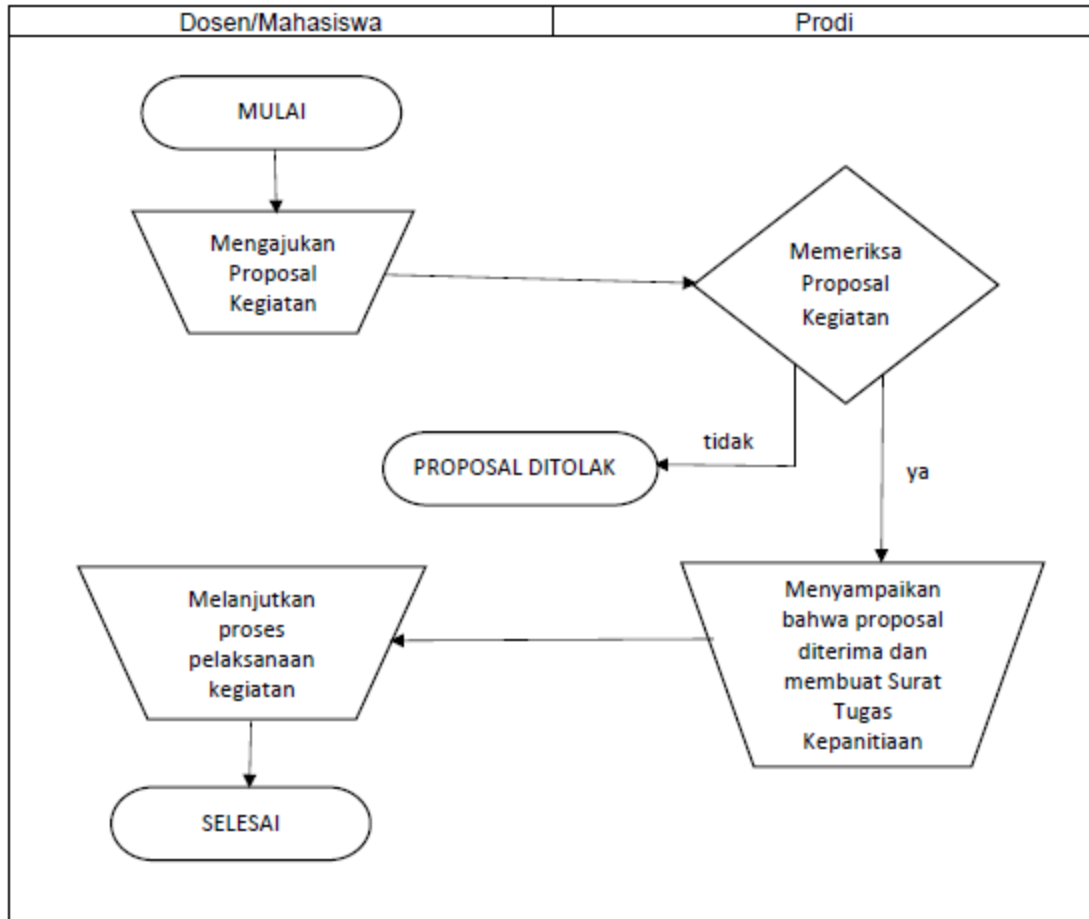 Dosen/Mahasiswa
Prodi
MULAI
Mengajukan
Proposal
Kegiatan
Memeriksa
Proposal
Kegiatan
tidak
PROPOSAL DITOLAK
ya
Menyampaikan
bahwa proposal
diterima dan
membuat Surat
Tugas
Kepanitiaan
Melanjutkan
proses
pelaksanaan
kegiatan
SELESAI